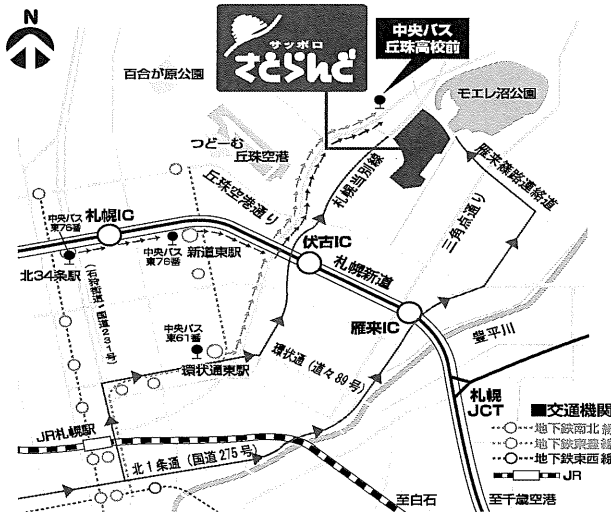 N
サッポロ
さとらんど
中央バス
丘珠高校前
百合が原公園
モエレ沼公園
つどーむ
丘珠空港
丘珠空港通り
札幌当別線
雁来篠路連絡道
三角点通り
中央バス
東76番
札幌IC
中央バス
東76番
新道東駅
北34条駅
伏古IC
札幌新道
雁来IC
豊平川
(石狩街道・国道231号)
中央バス
東61番
環状通東駅
環状通(道々89号)
札幌
JCT
JR札幌駅
北1条通(国道275号)
至白石
至千歳空港
■交通機関
地下鉄南北線
地下鉄東豊線
地下鉄東西線
JR